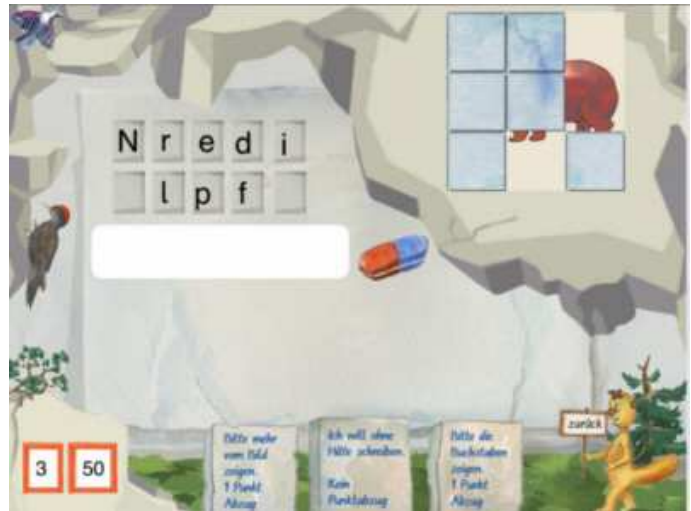 N r e d i
l p f
3 50
Bitte mehr
vom Bild
zeigen.
1 Punkt
Abzug
Ich will ohne
Hilfe schreiben.
Kein
Punktabzug
Bitte die
Buchstaben
zeigen
1 Punkt
Abzug
zurück